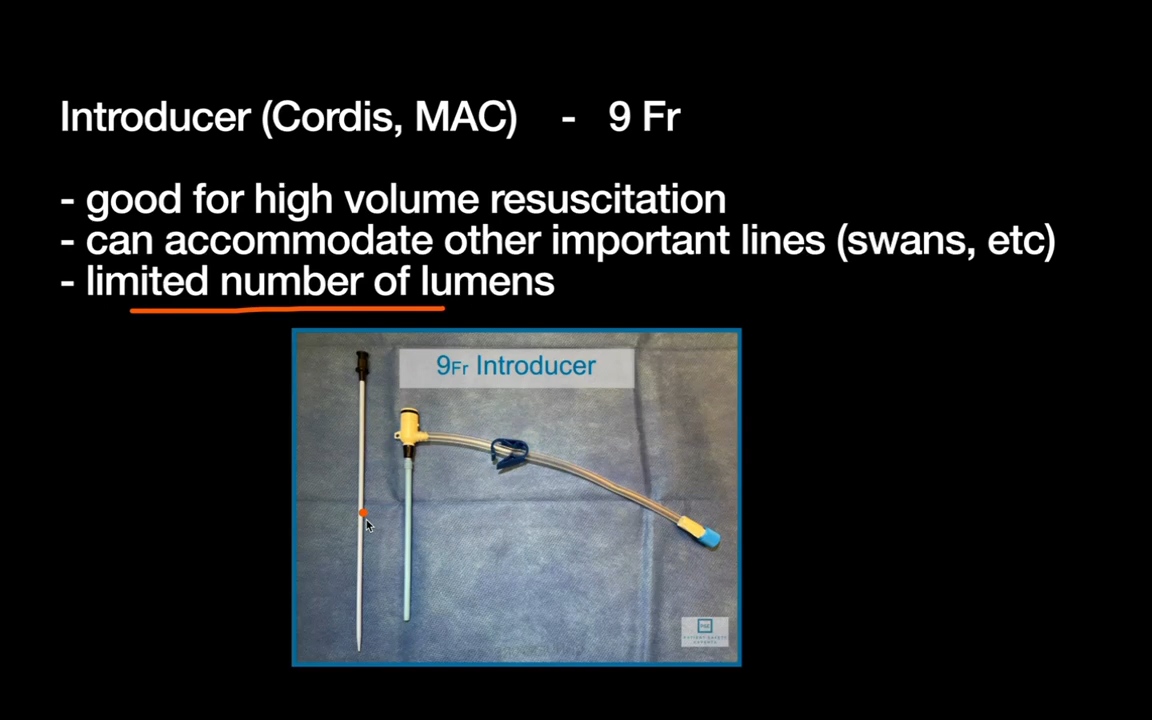 Introducer (Cordis, MAC) - 9 Fr
- good for high volume resuscitation
- can accommodate other important lines (swans, etc)
- limited number of lumens
9Fr Introducer